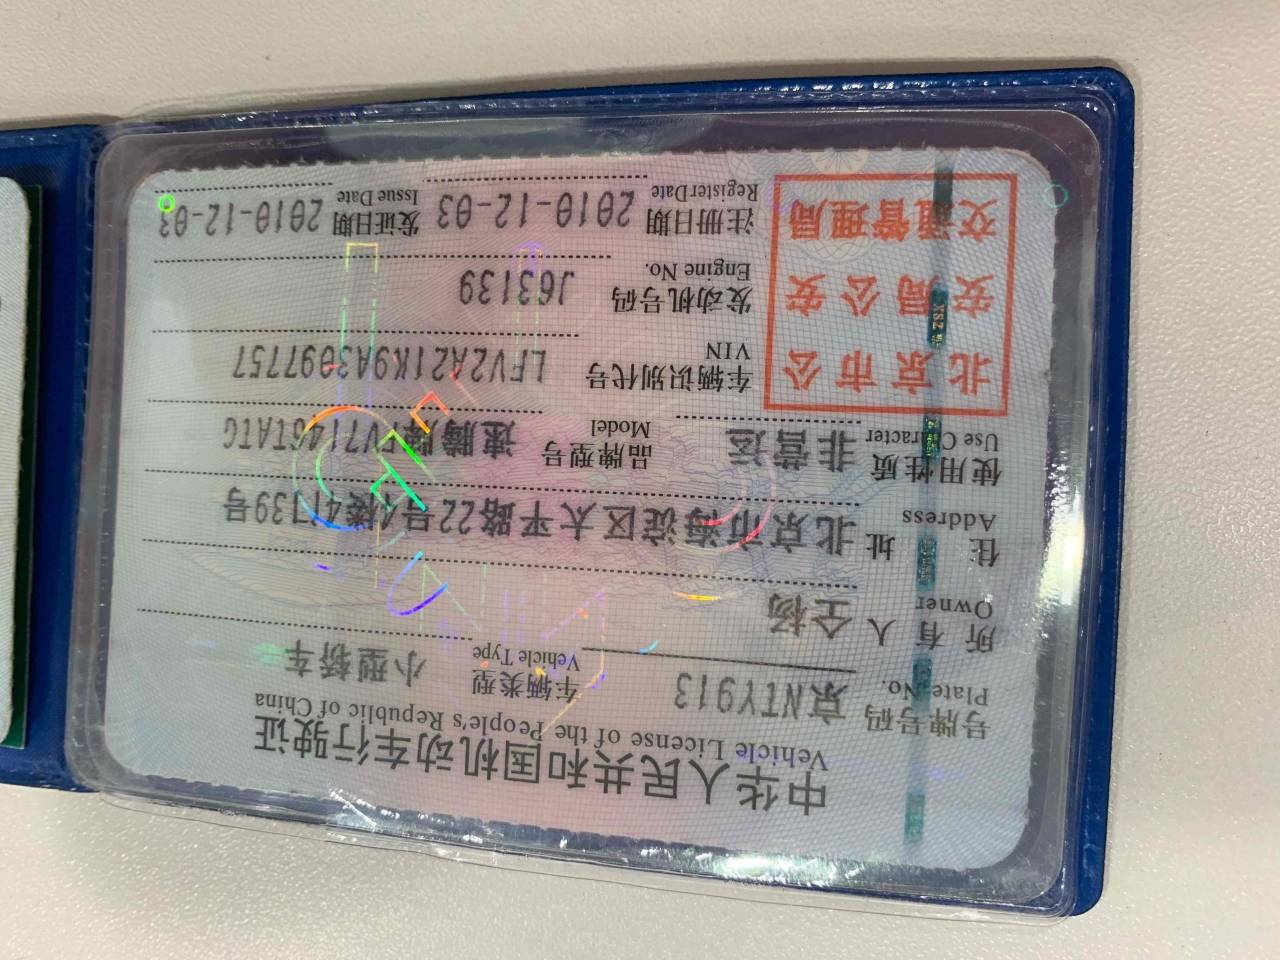 中华人民共和国机动车行驶证
Vehicle License of the People's Republic of China
号牌号码 京NTY913 车辆类型 小型轿车
Plate No. Vehicle Type
所有人 全杨
Owner
住址 北京市海淀区太平路22号4楼41339号
Address
使用性质 非营运 品牌型号 速腾牌FV7146TATG
Use Character Model
车辆识别代号 LFV2A21K9A3097757
VIN
发动机号码 J63139
Engine No.
注册日期 2010-12-03 发证日期 2010-12-03
Register Date Issue Date
北京市公
安局公安
交通管理局